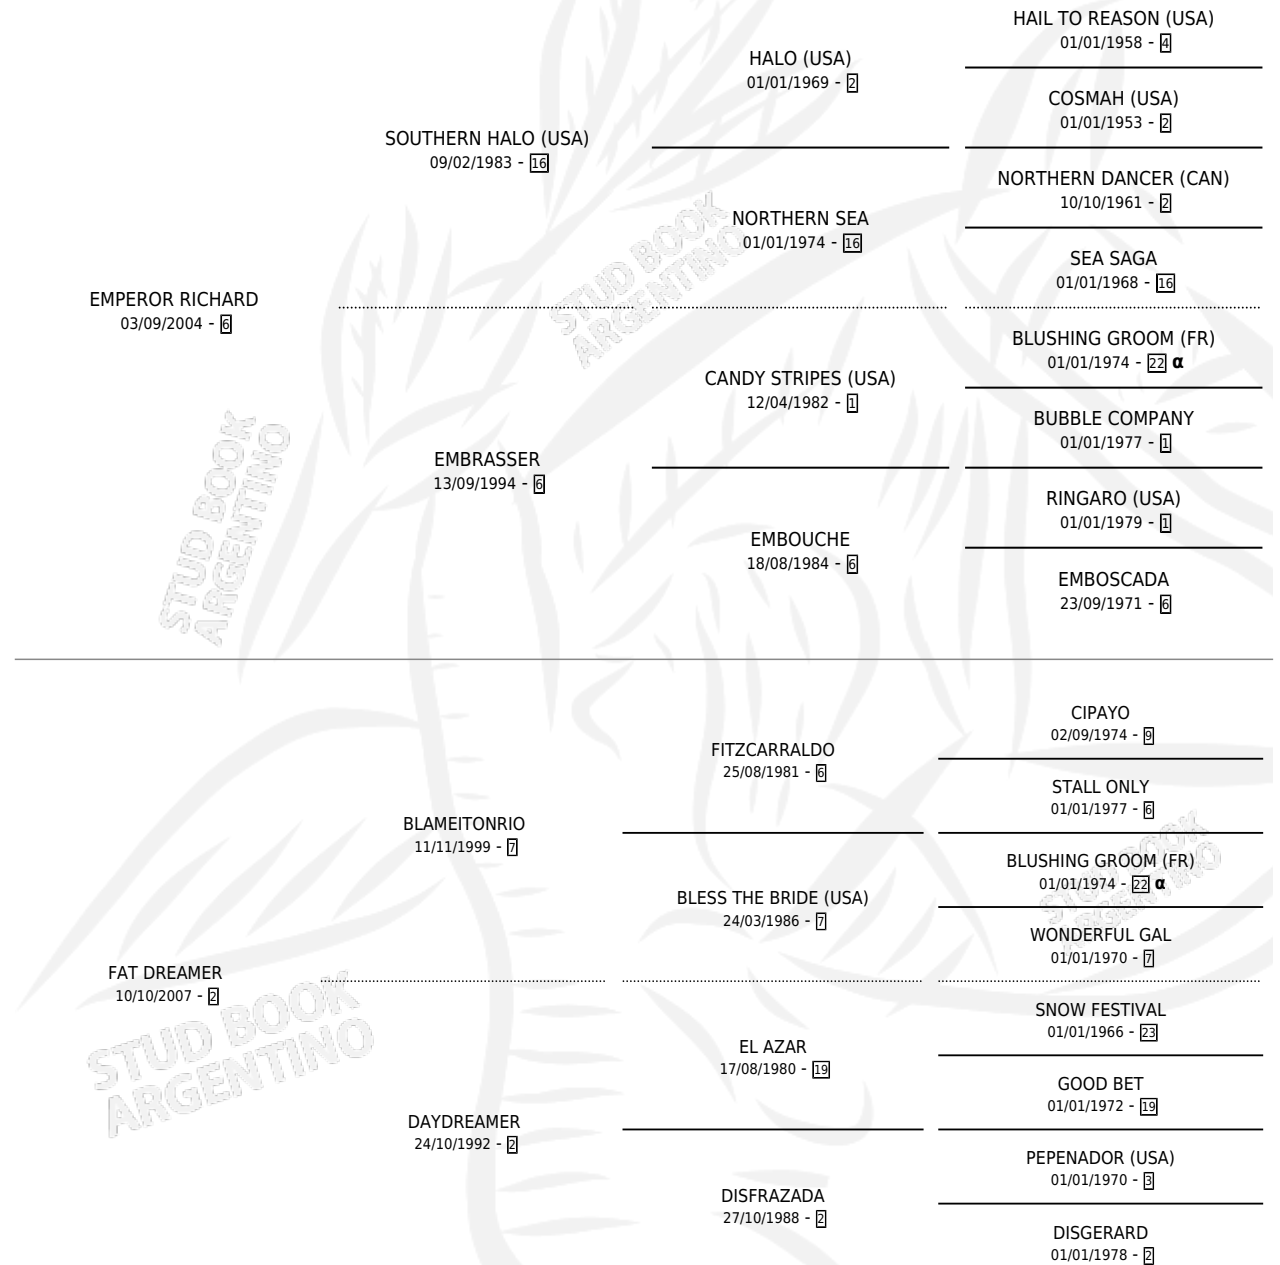 HAIL TO REASON (USA)
01/01/1958 - 4
HALO (USA)
01/01/1969 - 2
COSMAH (USA)
01/01/1953 - 2
SOUTHERN HALO (USA)
09/02/1983 - 16
NORTHERN DANCER (CAN)
10/10/1961 - 2
NORTHERN SEA
01/01/1974 - 16
SEA SAGA
01/01/1968 - 16
EMPEROR RICHARD
03/09/2004 - 6
BLUSHING GROOM (FR)
01/01/1974 - 22 α
CANDY STRIPES (USA)
12/04/1982 - 1
BUBBLE COMPANY
01/01/1977 - 1
EMBRASSER
13/09/1994 - 6
RINGARO (USA)
01/01/1979 - 1
EMBOUCHE
18/08/1984 - 6
EMBOSCADA
23/09/1971 - 6
CIPAYO
02/09/1974 - 9
FITZCARRALDO
25/08/1981 - 6
STALL ONLY
01/01/1977 - 6
BLAMEITONRIO
11/11/1999 - 7
BLUSHING GROOM (FR)
01/01/1974 - 22 α
BLESS THE BRIDE (USA)
24/03/1986 - 7
WONDERFUL GAL
01/01/1970 - 7
FAT DREAMER
10/10/2007 - 2
SNOW FESTIVAL
01/01/1966 - 23
EL AZAR
17/08/1980 - 19
GOOD BET
01/01/1972 - 19
DAYDREAMER
24/10/1992 - 2
PEPENADOR (USA)
01/01/1970 - 3
DISFRAZADA
27/10/1988 - 2
DISGERARD
01/01/1978 - 2
STUD BOOK
ARGENTINO
STUD BOOK
ARGENTINO
STUD BOOK
ARGENTINO
STUD BOOK
ARGENTINO